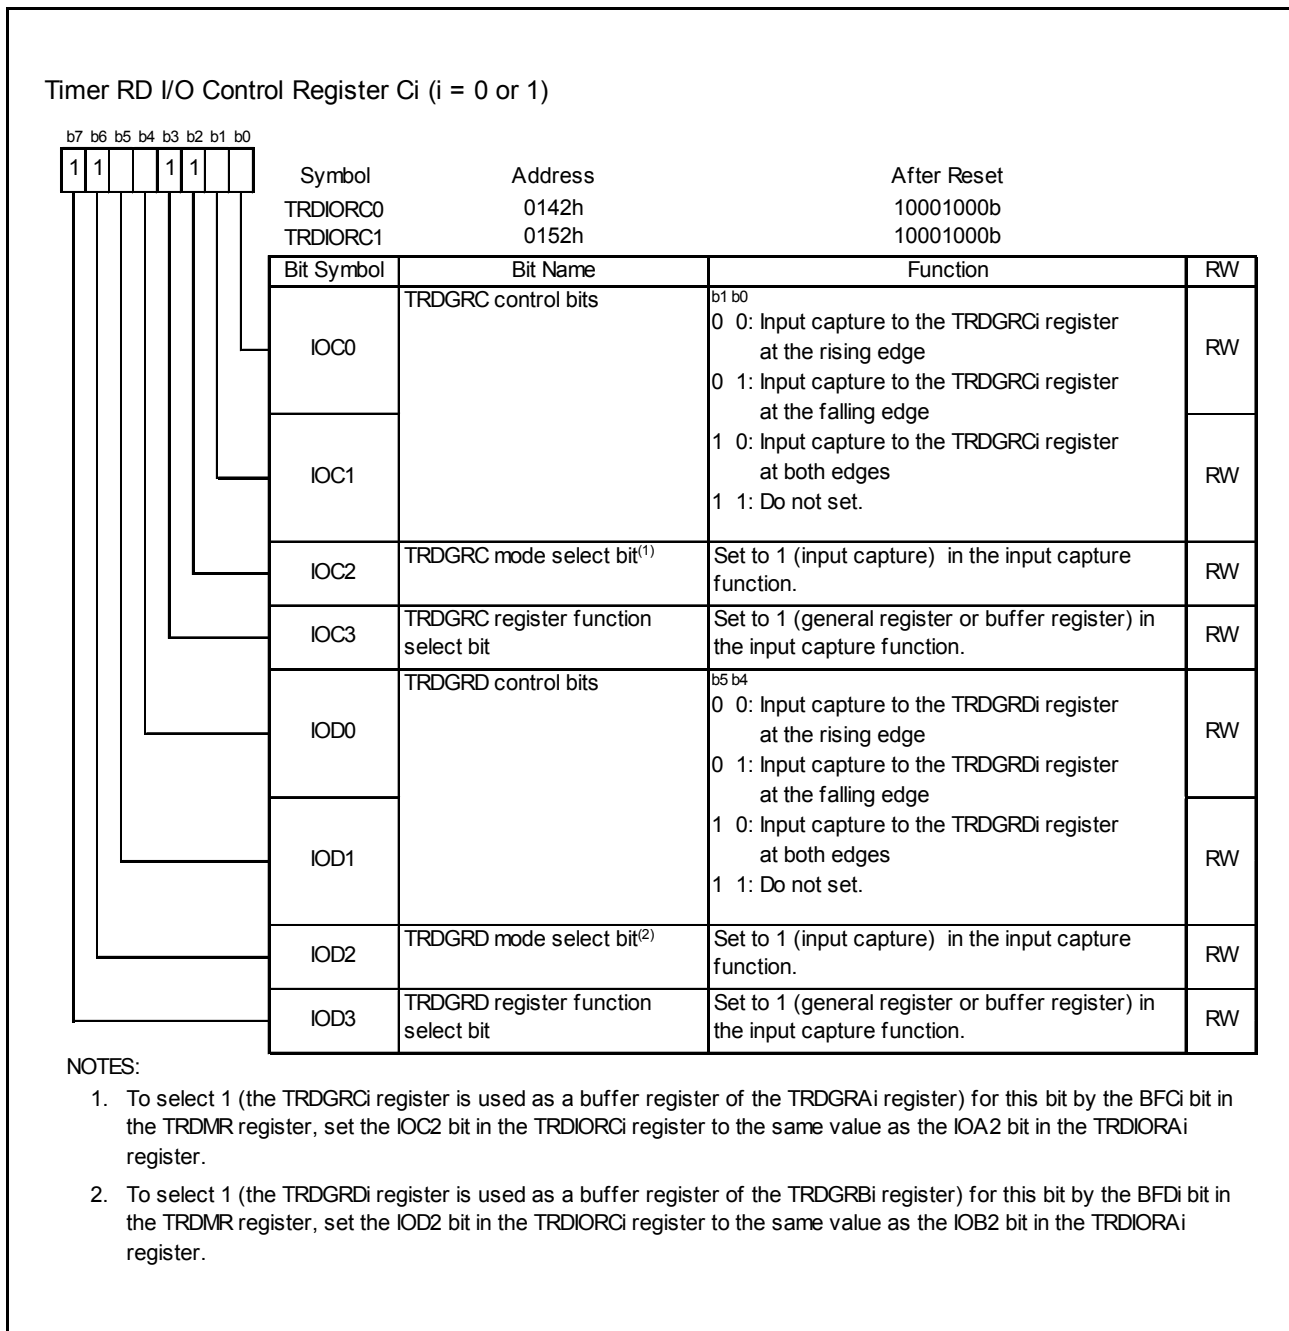 Timer RD I/O Control Register Ci (i = 0 or 1)
b7 b6 b5 b4 b3 b2 b1 b0
1 1 1 1
Symbol Address After Reset
TRDIORC0 0142h 10001000b
TRDIORC1 0152h 10001000b
Bit Symbol Bit Name Function RW
IOC0 TRDGRC control bits b1 b0
0 0: Input capture to the TRDGRCi register
at the rising edge RW
0 1: Input capture to the TRDGRCi register
at the falling edge
IOC1 1 0: Input capture to the TRDGRCi register
at both edges RW
1 1: Do not set.
IOC2 TRDGRC mode select bit(1) Set to 1 (input capture) in the input capture
function. RW
IOC3 TRDGRC register function Set to 1 (general register or buffer register) in
select bit the input capture function. RW
IOD0 TRDGRD control bits b5 b4
0 0: Input capture to the TRDGRDi register
at the rising edge RW
0 1: Input capture to the TRDGRDi register
at the falling edge
IOD1 1 0: Input capture to the TRDGRDi register
at both edges RW
1 1: Do not set.
IOD2 TRDGRD mode select bit(2) Set to 1 (input capture) in the input capture
function. RW
IOD3 TRDGRD register function Set to 1 (general register or buffer register) in
select bit the input capture function. RW
NOTES:
1. To select 1 (the TRDGRCi register is used as a buffer register of the TRDGRAi register) for this bit by the BFCi bit in
the TRDMR register, set the IOC2 bit in the TRDIORCi register to the same value as the IOA2 bit in the TRDIORAi
register.
2. To select 1 (the TRDGRDi register is used as a buffer register of the TRDGRBi register) for this bit by the BFDi bit in
the TRDMR register, set the IOD2 bit in the TRDIORCi register to the same value as the IOB2 bit in the TRDIORAi
register.